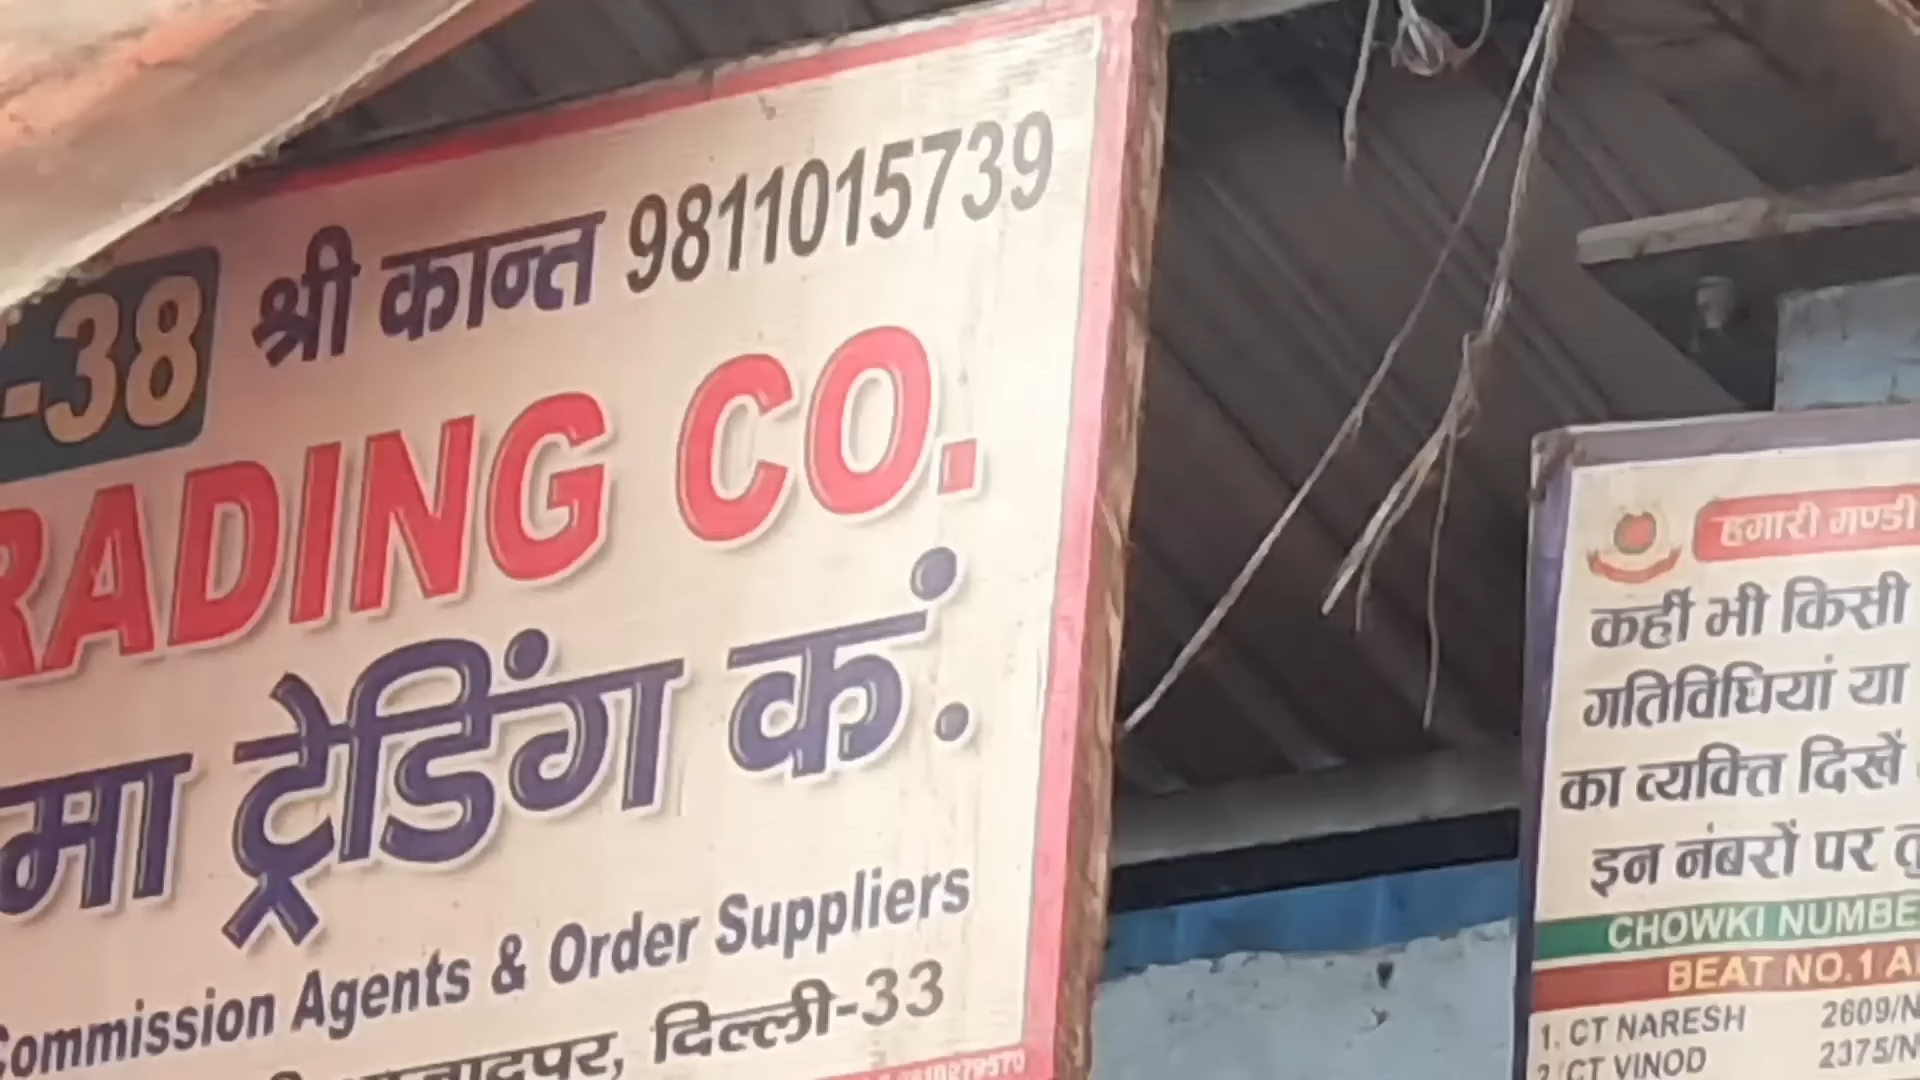 -38 श्री कान्त 9811015739
RADING CO.
मा ट्रेडिंग कं.
Commission Agents & Order Suppliers
दिल्ली-33
हमारी मण्डी
कहीं भी किसी
गतिविधियां या
का व्यक्ति दिखें
इन नंबरों पर
CHOWKI NUMBE
BEAT NO.1 A
1. CT NARESH 2609/N
2. CT VINOD 2375/N